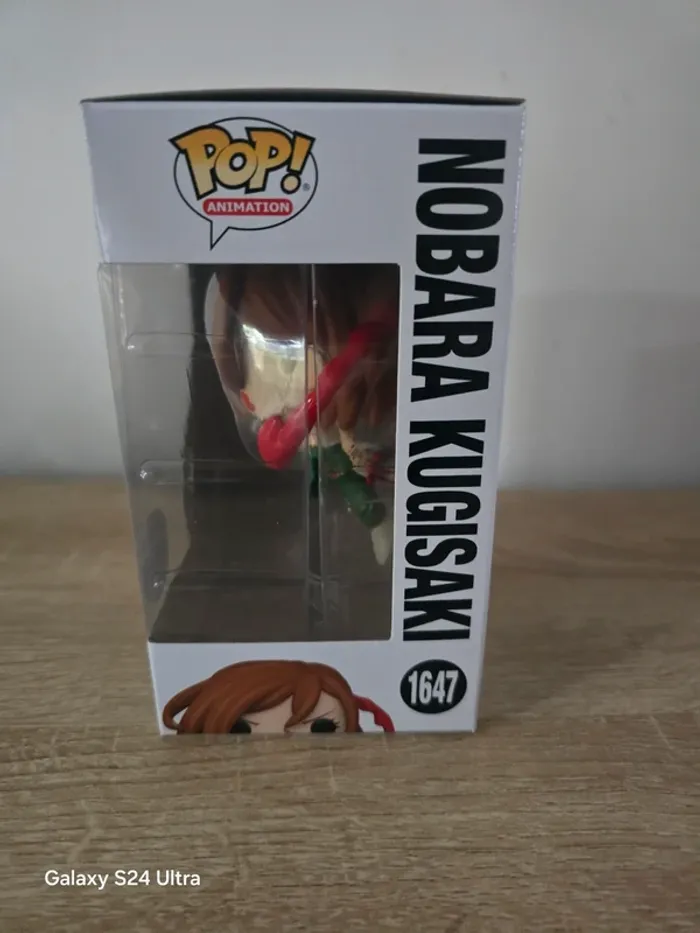 POP!
ANIMATION
NOBARA KUGISAKI
1647
Galaxy S24 Ultra